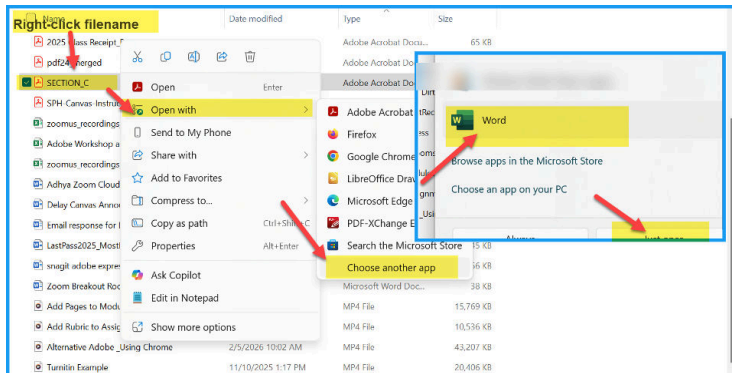 Name Date modified Type Size
Right-click filename
2025 Adobe Acrobat Docu... 65 KB
pdf24 merged Adobe Acrobat
SECTION_C Adobe Acrobat
SPH-Canvas-Instruc Adobe Acrobat
zoomus_recordings
Adobe Workshop a
zoomus_recordings
Adhya Zoom Cloud
Delay Canvas Annou
Email response for
LastPass2025_Most
snagit adobe expres
Zoom Breakout Roo Microsoft Word Doc... 38 KB
Add Pages to Modu MP4 File 15,769 KB
Add Rubric to Assig MP4 File 10,536 KB
Alternative Adobe _Using Chrome 2/5/2026 10:02 AM MP4 File 43,207 KB
Turnitin Example 11/10/2025 1:17 PM MP4 File 20,406 KB
Open Enter
Open with
Send to My Phone
Share with
Add to Favorites
Compress to...
Copy as path Ctrl+Shift+C
Properties Alt+Enter
Ask Copilot
Edit in Notepad
Show more options
Adobe Acrobat
Firefox
Google Chrome
LibreOffice Draw
Microsoft Edge
PDF-XChange E
Search the Microsoft Store
Choose another app
Word
Browse apps in the Microsoft Store
Choose an app on your PC
Always Just once